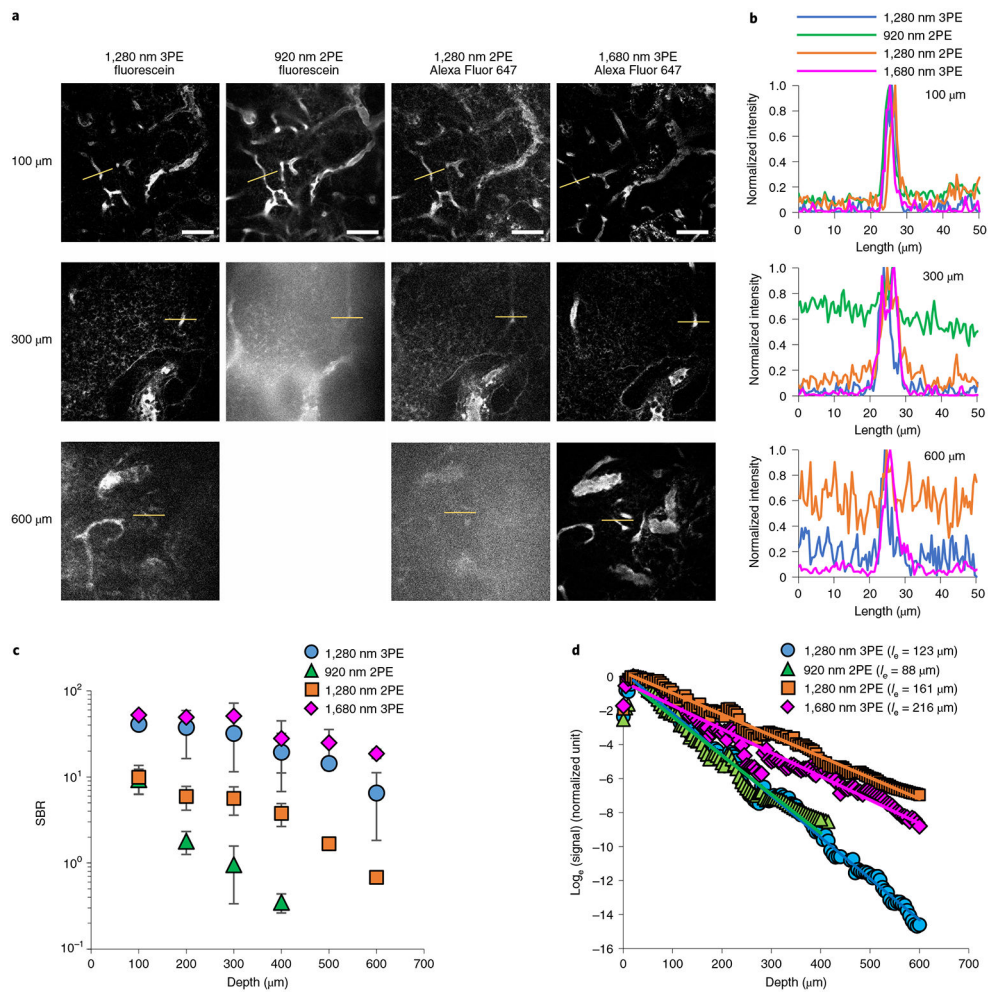 a
1,280 nm 3PE
fluorescein
920 nm 2PE
fluorescein
1,280 nm 2PE
Alexa Fluor 647
1,680 nm 3PE
Alexa Fluor 647
100 μm
300 μm
600 μm
b
1,280 nm 3PE
920 nm 2PE
1,280 nm 2PE
1,680 nm 3PE
100 μm
Normalized intensity
1.0
0.8
0.6
0.4
0.2
0
0 10 20 30 40 50
Length (μm)
300 μm
Normalized intensity
1.0
0.8
0.6
0.4
0.2
0
0 10 20 30 40 50
Length (μm)
600 μm
Normalized intensity
1.0
0.8
0.6
0.4
0.2
0
0 10 20 30 40 50
Length (μm)
c
1,280 nm 3PE
920 nm 2PE
1,280 nm 2PE
1,680 nm 3PE
SBR
10²
10¹
10⁰
10⁻¹
0 100 200 300 400 500 600 700
Depth (μm)
d
1,280 nm 3PE (lₑ = 123 μm)
920 nm 2PE (lₑ = 88 μm)
1,280 nm 2PE (lₑ = 161 μm)
1,680 nm 3PE (lₑ = 216 μm)
Logₑ (signal) (normalized unit)
0
−2
−4
−6
−8
−10
−12
−14
−16
0 100 200 300 400 500 600 700
Depth (μm)